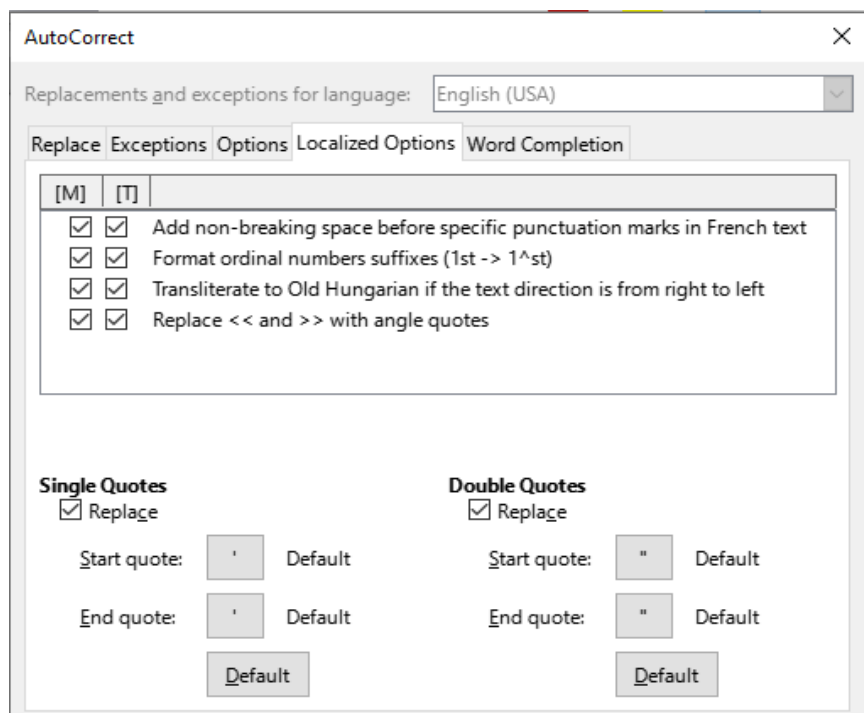 AutoCorrect
Replacements and exceptions for language: English (USA)
Replace Exceptions Options Localized Options Word Completion
[M] [T]
Add non-breaking space before specific punctuation marks in French text
Format ordinal numbers suffixes (1st -> 1^st)
Transliterate to Old Hungarian if the text direction is from right to left
Replace << and >> with angle quotes
Single Quotes Double Quotes
Replace Replace
Start quote: ' Default Start quote: " Default
End quote: ' Default End quote: " Default
Default Default